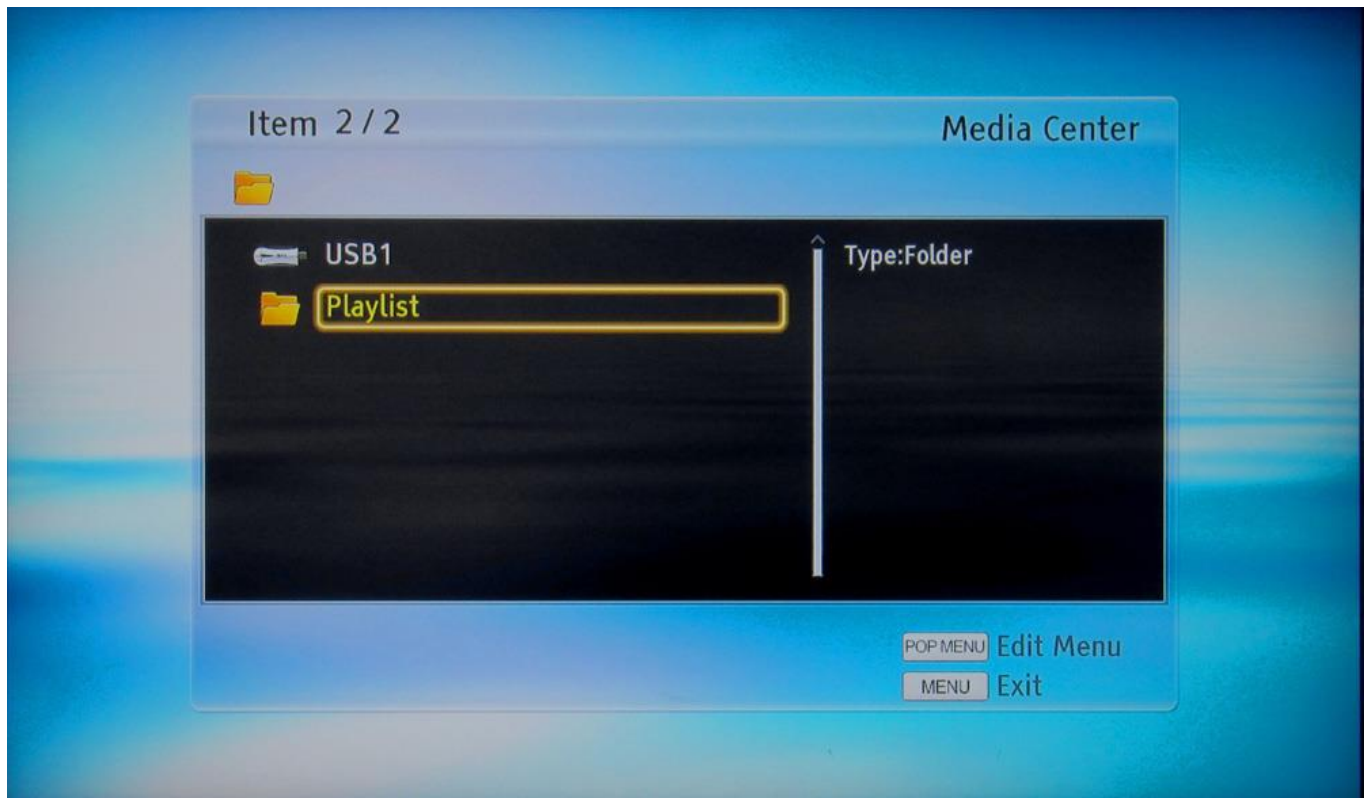 Item 2/2
Media Center
USB1
Type:Folder
Playlist
POP MENU Edit Menu
MENU Exit